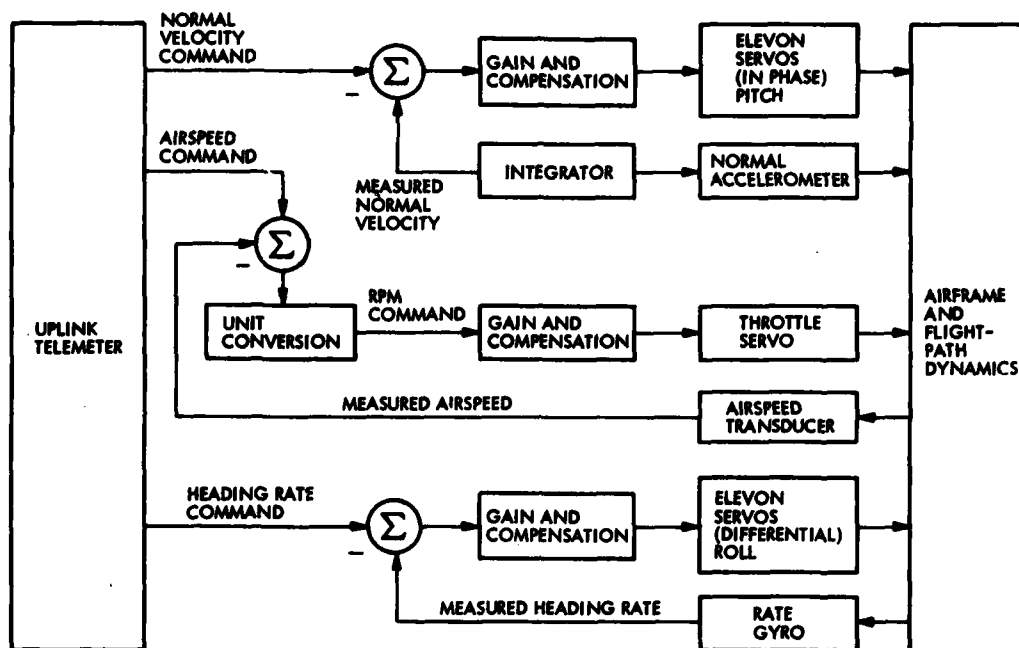 NORMAL
VELOCITY
COMMAND
Σ
−
GAIN AND
COMPENSATION
ELEVON
SERVOS
(IN PHASE)
PITCH
AIRSPEED
COMMAND
MEASURED
NORMAL
VELOCITY
INTEGRATOR
NORMAL
ACCELEROMETER
Σ
−
UPLINK
TELEMETER
UNIT
CONVERSION
RPM
COMMAND
GAIN AND
COMPENSATION
THROTTLE
SERVO
AIRFRAME
AND
FLIGHT-
PATH
DYNAMICS
MEASURED AIRSPEED
AIRSPEED
TRANSDUCER
HEADING RATE
COMMAND
Σ
−
GAIN AND
COMPENSATION
ELEVON
SERVOS
(DIFFERENTIAL)
ROLL
MEASURED HEADING RATE
RATE
GYRO